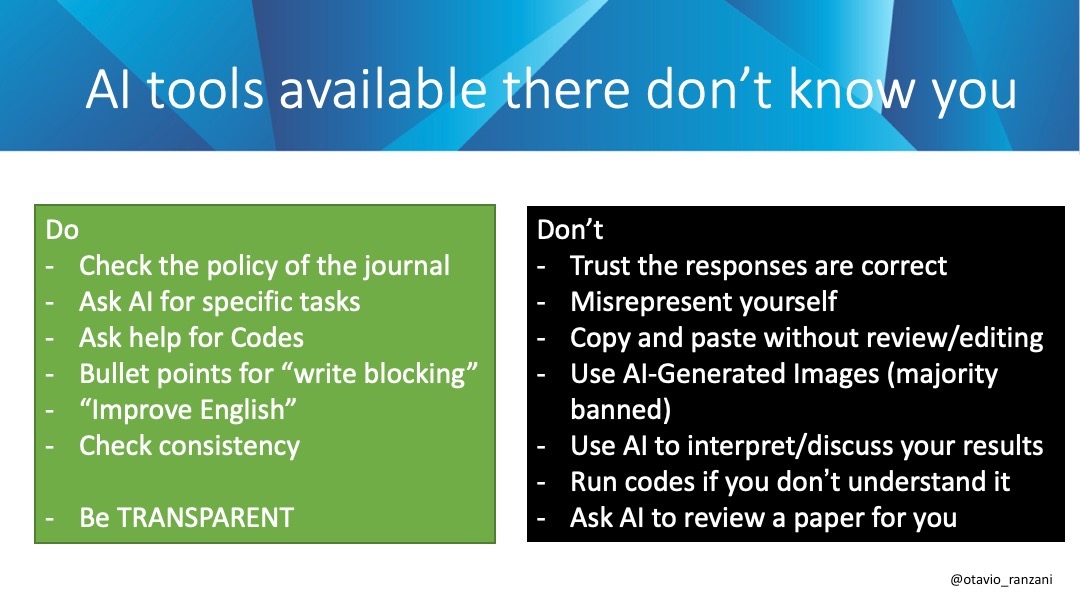 AI tools available there don’t know you
Do
- Check the policy of the journal
- Ask AI for specific tasks
- Ask help for Codes
- Bullet points for “write blocking”
- “Improve English”
- Check consistency
- Be TRANSPARENT
Don’t
- Trust the responses are correct
- Misrepresent yourself
- Copy and paste without review/editing
- Use AI-Generated Images (majority
banned)
- Use AI to interpret/discuss your results
- Run codes if you don’t understand it
- Ask AI to review a paper for you
@otavio_ranzani